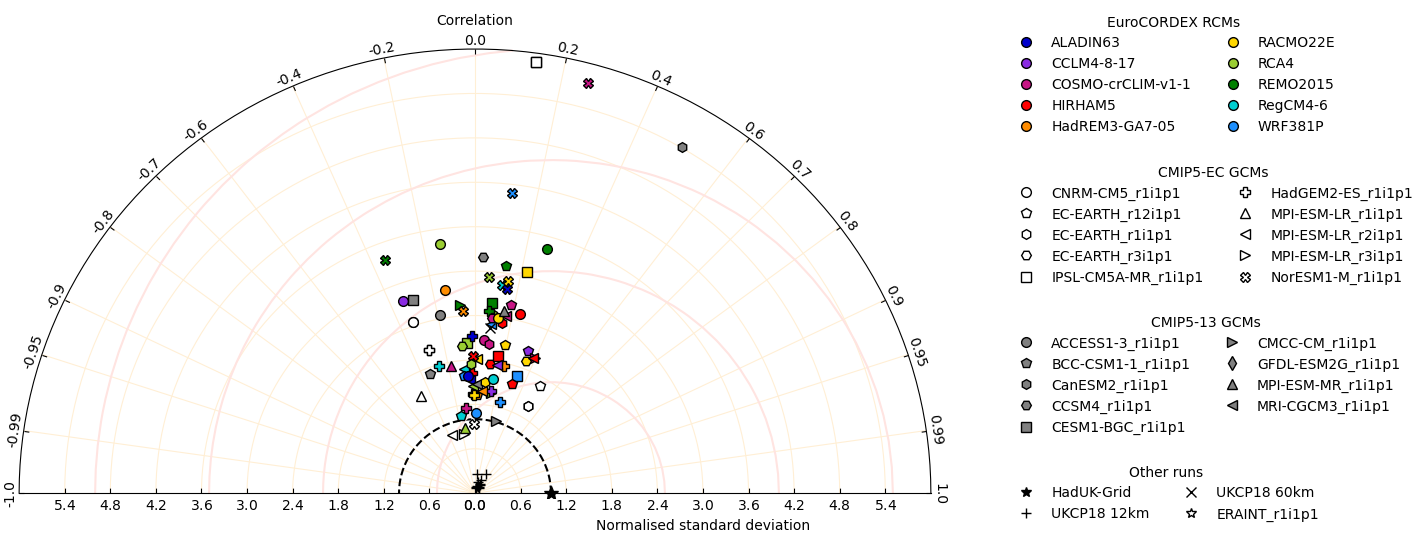 Correlation
-1.0
-0.99
-0.95
-0.9
-0.8
-0.7
-0.6
-0.4
-0.2
0.0
0.2
0.4
0.6
0.7
0.8
0.9
0.95
0.99
1.0
5.4 4.8 4.2 3.6 3.0 2.4 1.8 1.2 0.6 0.0 0.6 1.2 1.8 2.4 3.0 3.6 4.2 4.8 5.4
Normalised standard deviation
EuroCORDEX RCMs
ALADIN63 RACMO22E
CCLM4-8-17 RCA4
COSMO-crCLIM-v1-1 REMO2015
HIRHAM5 RegCM4-6
HadREM3-GA7-05 WRF381P
CMIP5-EC GCMs
CNRM-CM5_r1i1p1 HadGEM2-ES_r1i1p1
EC-EARTH_r12i1p1 MPI-ESM-LR_r1i1p1
EC-EARTH_r1i1p1 MPI-ESM-LR_r2i1p1
EC-EARTH_r3i1p1 MPI-ESM-LR_r3i1p1
IPSL-CM5A-MR_r1i1p1 NorESM1-M_r1i1p1
CMIP5-13 GCMs
ACCESS1-3_r1i1p1 CMCC-CM_r1i1p1
BCC-CSM1-1_r1i1p1 GFDL-ESM2G_r1i1p1
CanESM2_r1i1p1 MPI-ESM-MR_r1i1p1
CCSM4_r1i1p1 MRI-CGCM3_r1i1p1
CESM1-BGC_r1i1p1
Other runs
HadUK-Grid UKCP18 60km
UKCP18 12km ERAINT_r1i1p1